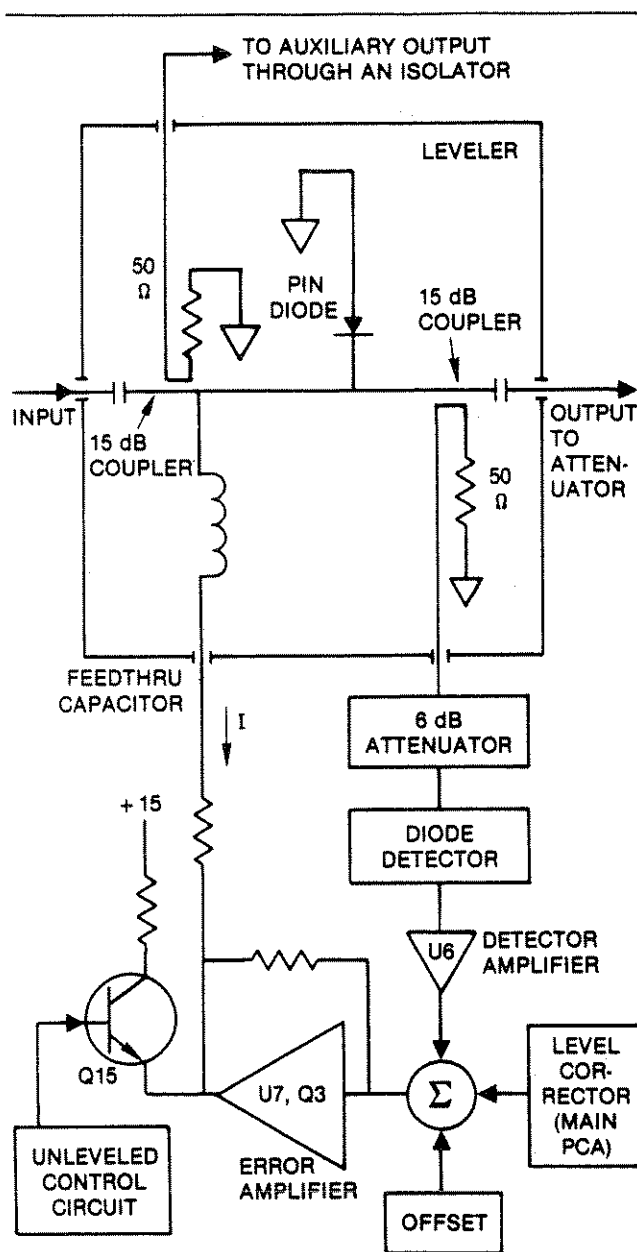 TO AUXILIARY OUTPUT
THROUGH AN ISOLATOR
LEVELER
50
Ω
PIN
DIODE
15 dB
COUPLER
INPUT
15 dB
COUPLER
OUTPUT
TO
ATTEN-
UATOR
50
Ω
FEEDTHRU
CAPACITOR
I
6 dB
ATTENUATOR
+ 15
DIODE
DETECTOR
U6
DETECTOR
AMPLIFIER
Q15
U7, Q3
Σ
LEVEL
COR-
RECTOR
(MAIN
PCA)
UNLEVELED
CONTROL
CIRCUIT
ERROR
AMPLIFIER
OFFSET